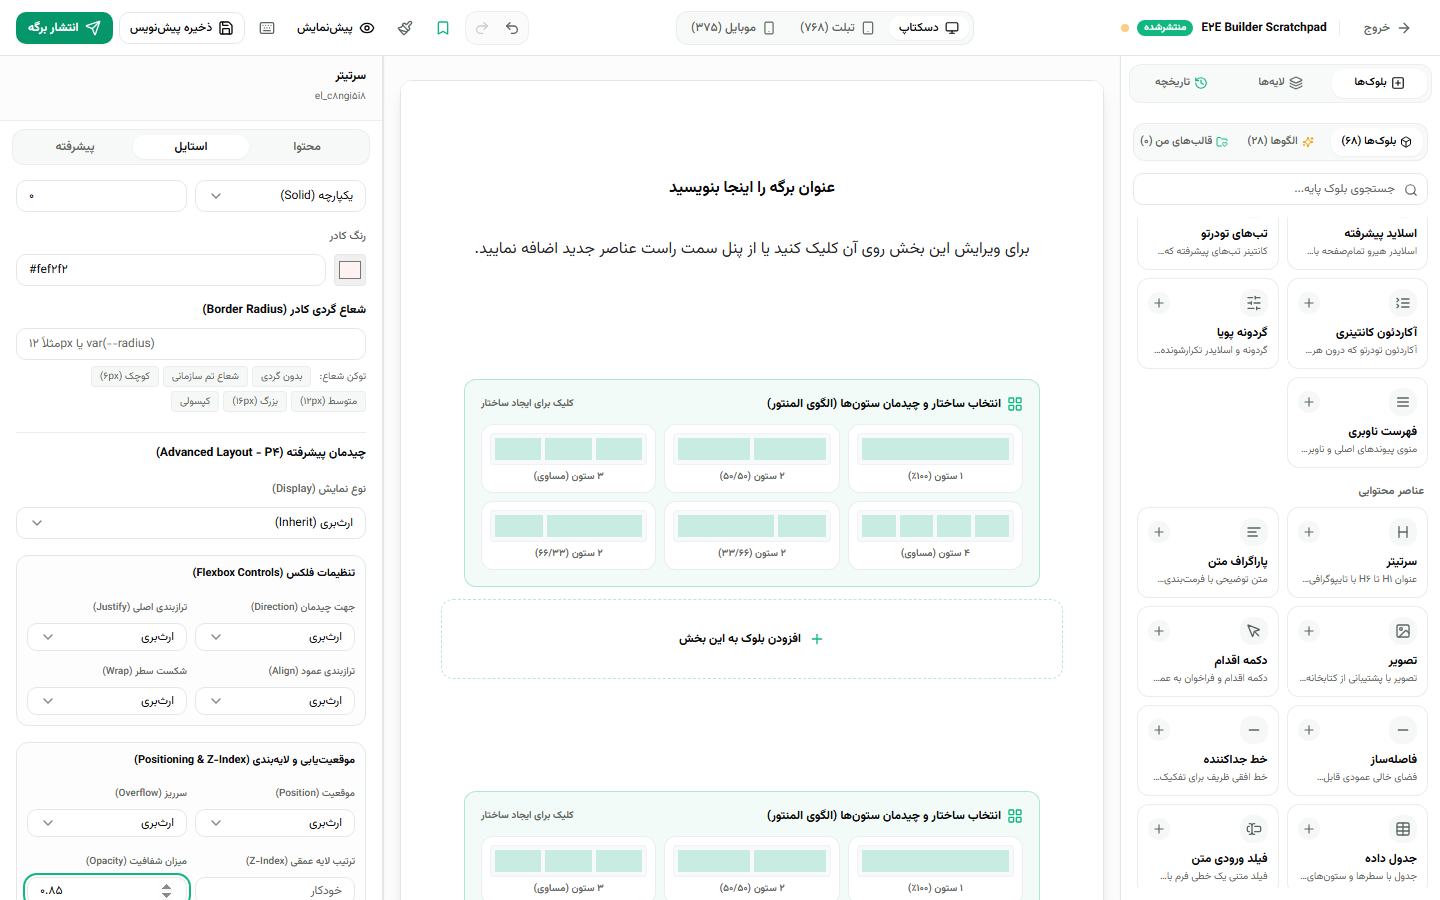 خروج
E2E Builder Scratchpad
منتشرشده
دسکتاپ
تبلت (۷۶۸)
موبایل (۳۷۵)
پیش‌نمایش
ذخیره پیش‌نویس
انتشار برگه
بلوک‌ها
لایه‌ها
تاریخچه
بلوک‌ها (۶۸)
الگوها (۲۸)
قالب‌های من (۰)
جستجوی بلوک پایه...
اسلاید پیشرفته
اسلایدر هیرو تمام‌صفحه با...
تب‌های تودرتو
کانتینر تب‌های پیشرفته که...
آکاردئون کانتینری
آکاردئون تودرتو که درون هر...
گردونه پویا
گردونه و اسلایدر تکرارشونده...
فهرست ناوبری
منوی پیوندهای اصلی و ناوبر...
عناصر محتوایی
سرتیتر
عنوان H1 تا H6 با تایپوگرافی...
پاراگراف متن
متن توضیحی با فرمت‌بندی...
تصویر
تصویر با پشتیبانی از کتابخانه...
دکمه اقدام
دکمه اقدام و فراخوان به عمـ...
فاصله‌ساز
فضای خالی عمودی قابل...
خط جداکننده
خط افقی ظریف برای تفکیک...
جدول داده
جدول با سطرها و ستون‌های...
فیلد ورودی متن
فیلد متنی یک خطی فرم با...
عنوان برگه را اینجا بنویسید
برای ویرایش این بخش روی آن کلیک کنید یا از پنل سمت راست عناصر جدید اضافه نمایید.
انتخاب ساختار و چیدمان ستون‌ها (الگوی المنتور)
کلیک برای ایجاد ساختار
۱ ستون (۱۰۰٪)
۲ ستون (۵۰/۵۰)
۳ ستون (مساوی)
۴ ستون (مساوی)
۲ ستون (۳۳/۶۶)
۲ ستون (۶۶/۳۳)
افزودن بلوک به این بخش
انتخاب ساختار و چیدمان ستون‌ها (الگوی المنتور)
کلیک برای ایجاد ساختار
۱ ستون (۱۰۰٪)
۲ ستون (۵۰/۵۰)
۳ ستون (مساوی)
سرتیتر
el_c8ngi5i8
محتوا
استایل
پیشرفته
یکپارچه (Solid)
۰
رنگ کادر
#fef2f2
شعاع گردی کادر (Border Radius)
مثلاً ۱۲px یا var(--radius)
توکن شعاع:
بدون گردی
شعاع تم سازمانی
کوچک (۶px)
متوسط (۱۲px)
بزرگ (۱۶px)
کپسولی
چیدمان پیشرفته (Advanced Layout - P4)
نوع نمایش (Display)
ارث‌بری (Inherit)
تنظیمات فلکس (Flexbox Controls)
جهت چیدمان (Direction)
ترازبندی اصلی (Justify)
ارث‌بری
ارث‌بری
ترازبندی عمود (Align)
شکست سطر (Wrap)
ارث‌بری
ارث‌بری
موقعیت‌یابی و لایه‌بندی (Positioning & Z-Index)
موقعیت (Position)
سرریز (Overflow)
ارث‌بری
ارث‌بری
ترتیب لایه عمقی (Z-Index)
میزان شفافیت (Opacity)
خودکار
۰.۸۵